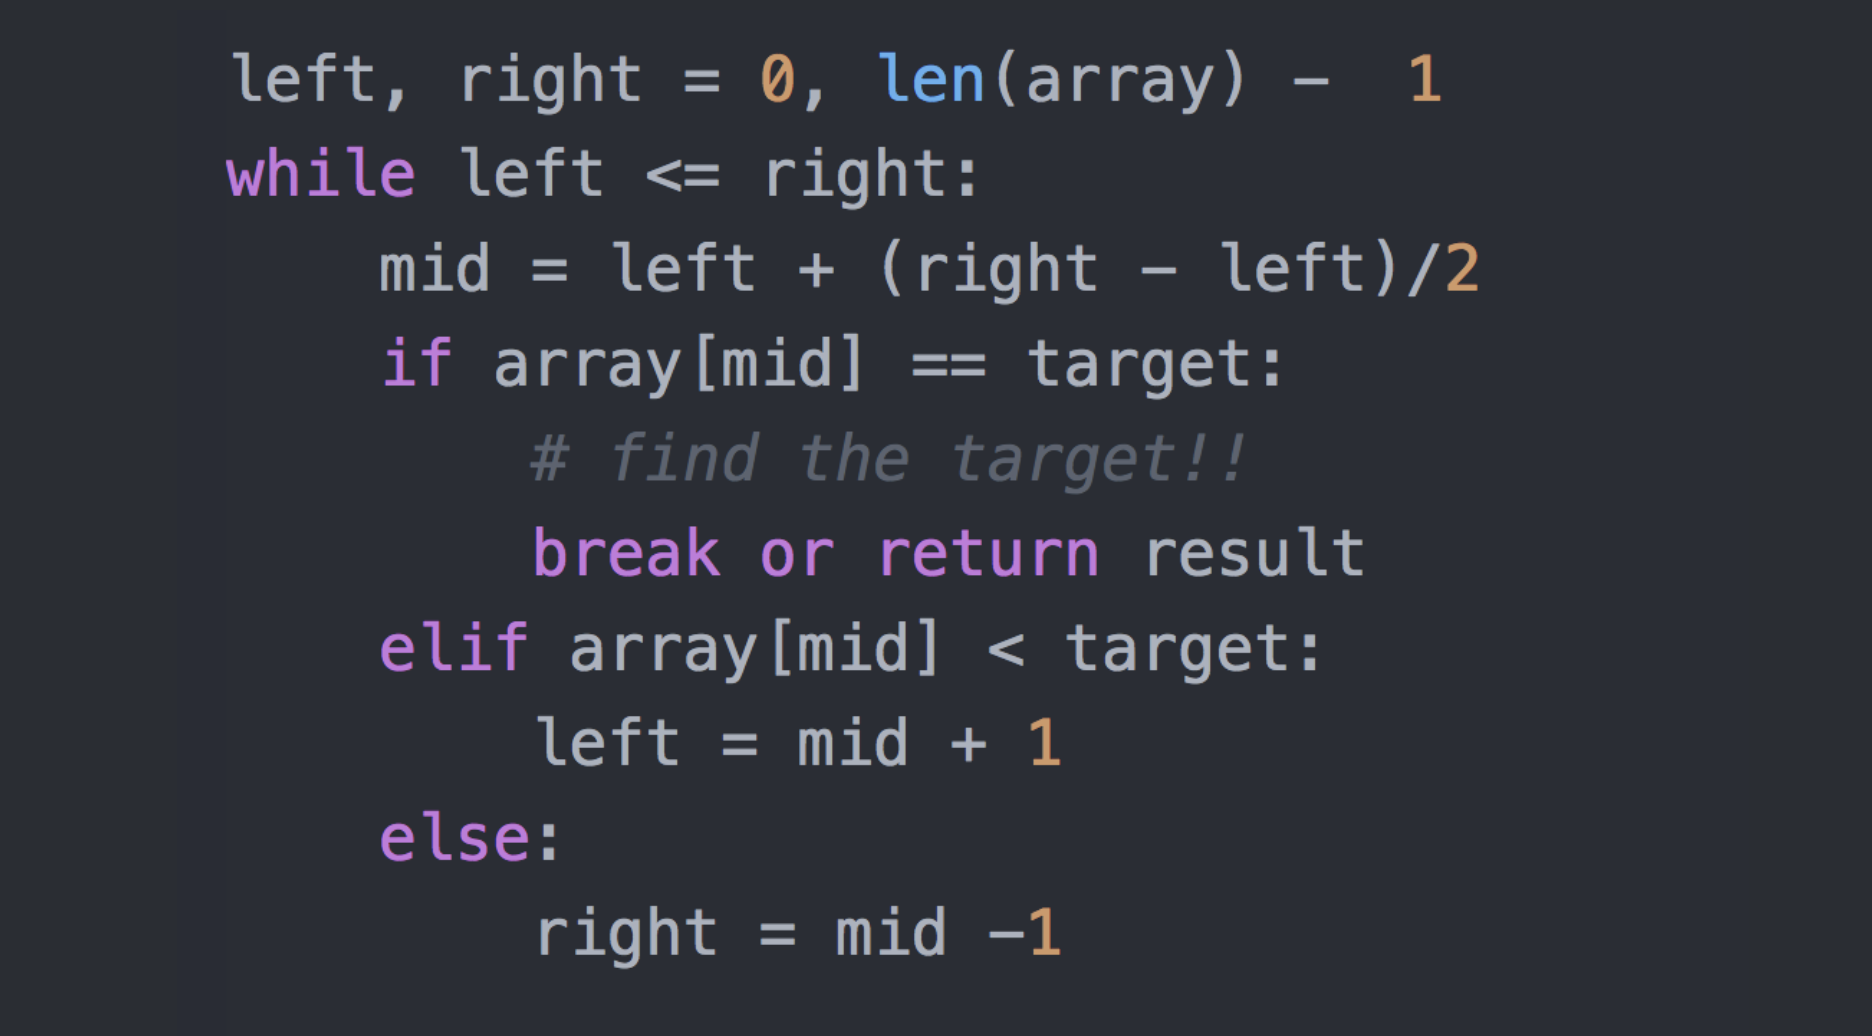 left, right = 0, len(array) -  1
while left <= right:
    mid = left + (right - left)/2
    if array[mid] == target:
        # find the target!!
        break or return result
    elif array[mid] < target:
        left = mid + 1
    else:
        right = mid -1